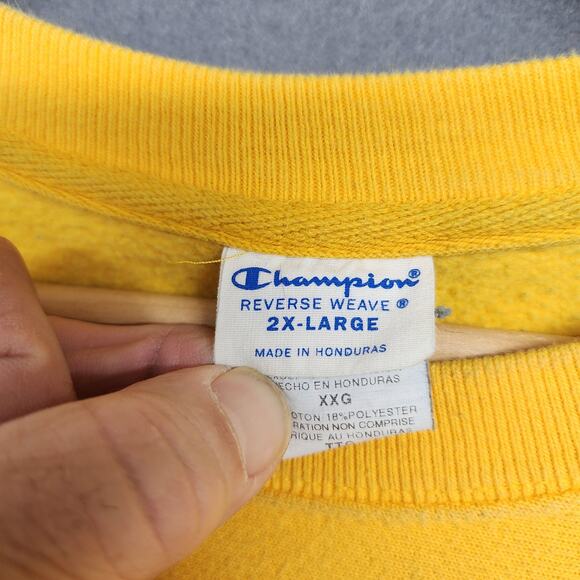 Champion®
REVERSE WEAVE®
2X-LARGE
MADE IN HONDURAS
ECHO EN HONDURAS
XXG
OTON 18%POLYESTER
RATION NON COMPRISE
RIQUE AU HONDURAS